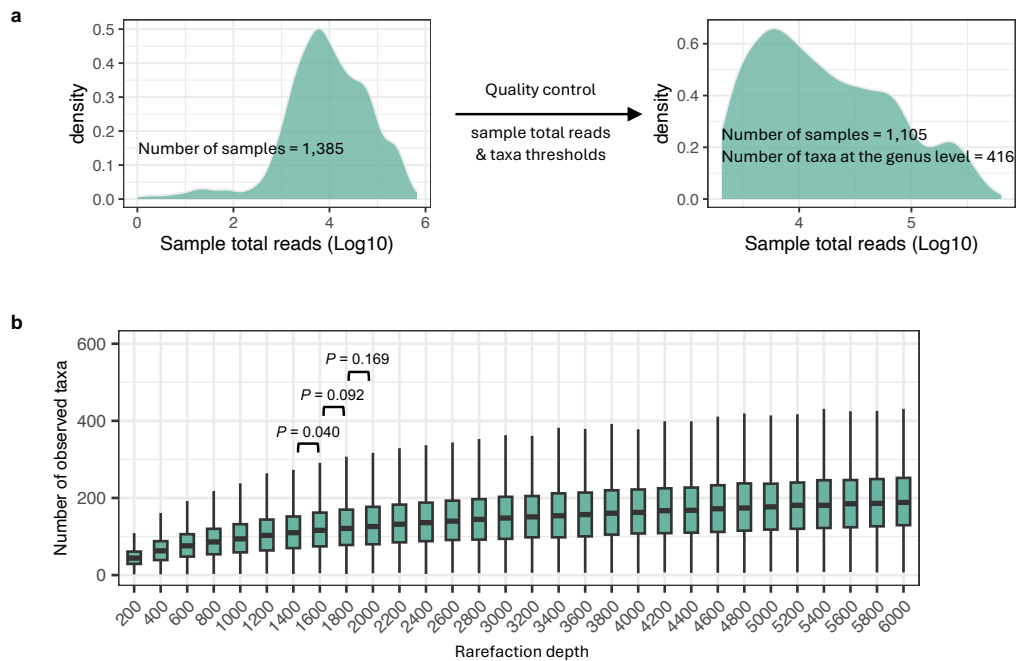 a
0.5
0.4
0.3
0.2
0.1
0.0
density
Number of samples = 1,385
0
2
4
6
Sample total reads (Log10)
Quality control
sample total reads
& taxa thresholds
0.6
0.4
0.2
0.0
density
Number of samples = 1,105
Number of taxa at the genus level = 416
4
5
Sample total reads (Log10)
b
600
400
200
0
Number of observed taxa
P = 0.169
P = 0.092
P = 0.040
200
400
600
800
1000
1200
1400
1600
1800
2000
2200
2400
2600
2800
3000
3200
3400
3600
3800
4000
4200
4400
4600
4800
5000
5200
5400
5600
5800
6000
Rarefaction depth